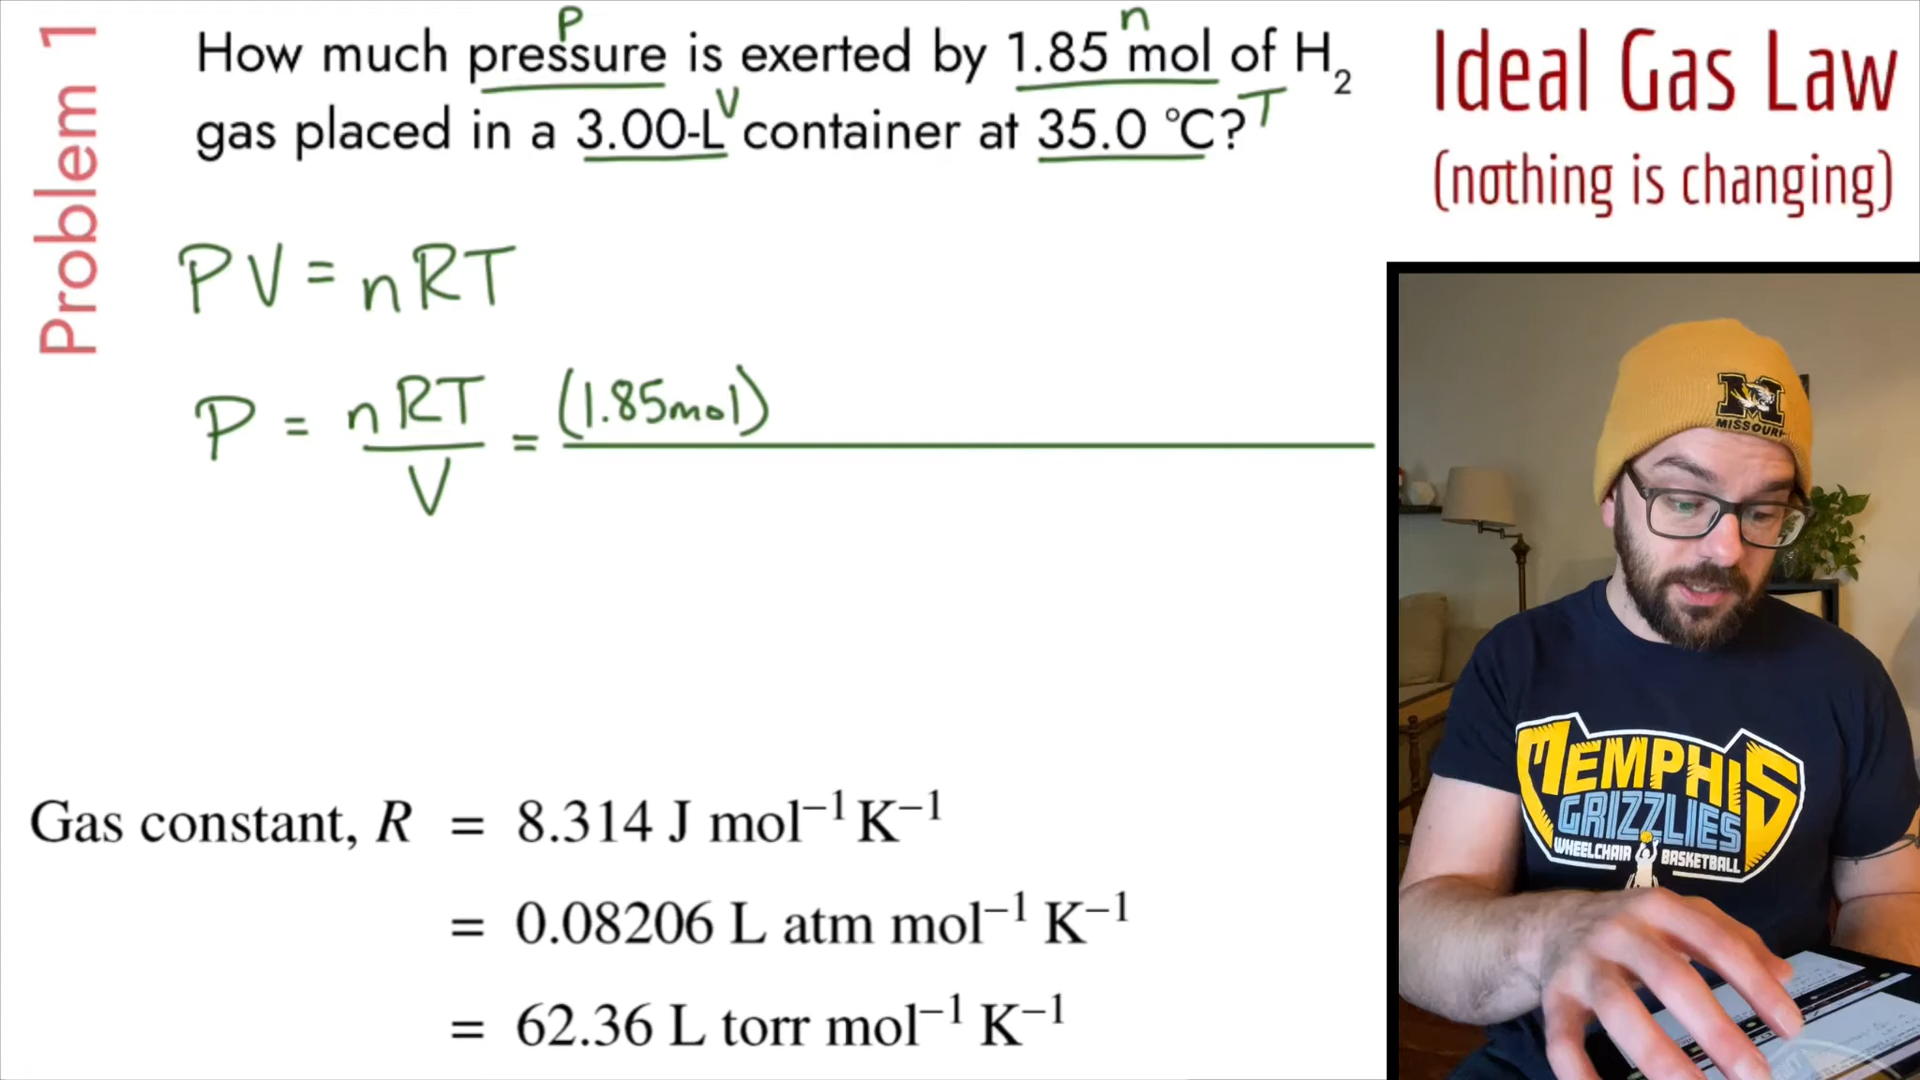 Problem 1
P
n
How much pressure is exerted by 1.85 mol of H₂
V
T
gas placed in a 3.00-L container at 35.0 °C?
Ideal Gas Law
(nothing is changing)
PV = nRT
P = nRT/V = (1.85mol)
Gas constant, R = 8.314 J mol⁻¹ K⁻¹
= 0.08206 L atm mol⁻¹ K⁻¹
= 62.36 L torr mol⁻¹ K⁻¹
M
MISSOURI
MEMPHIS
GRIZZLIES
WHEELCHAIR BASKETBALL